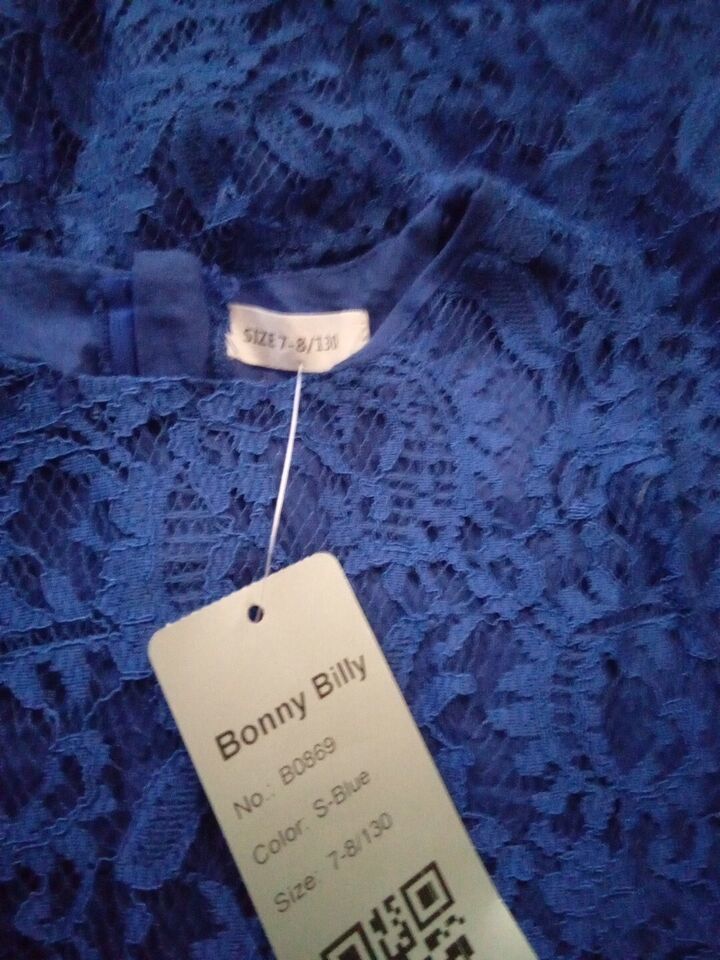 SIZE 7-8/130
Bonny Billy
No.: B0869
Color: S-Blue
Size: 7-8/130